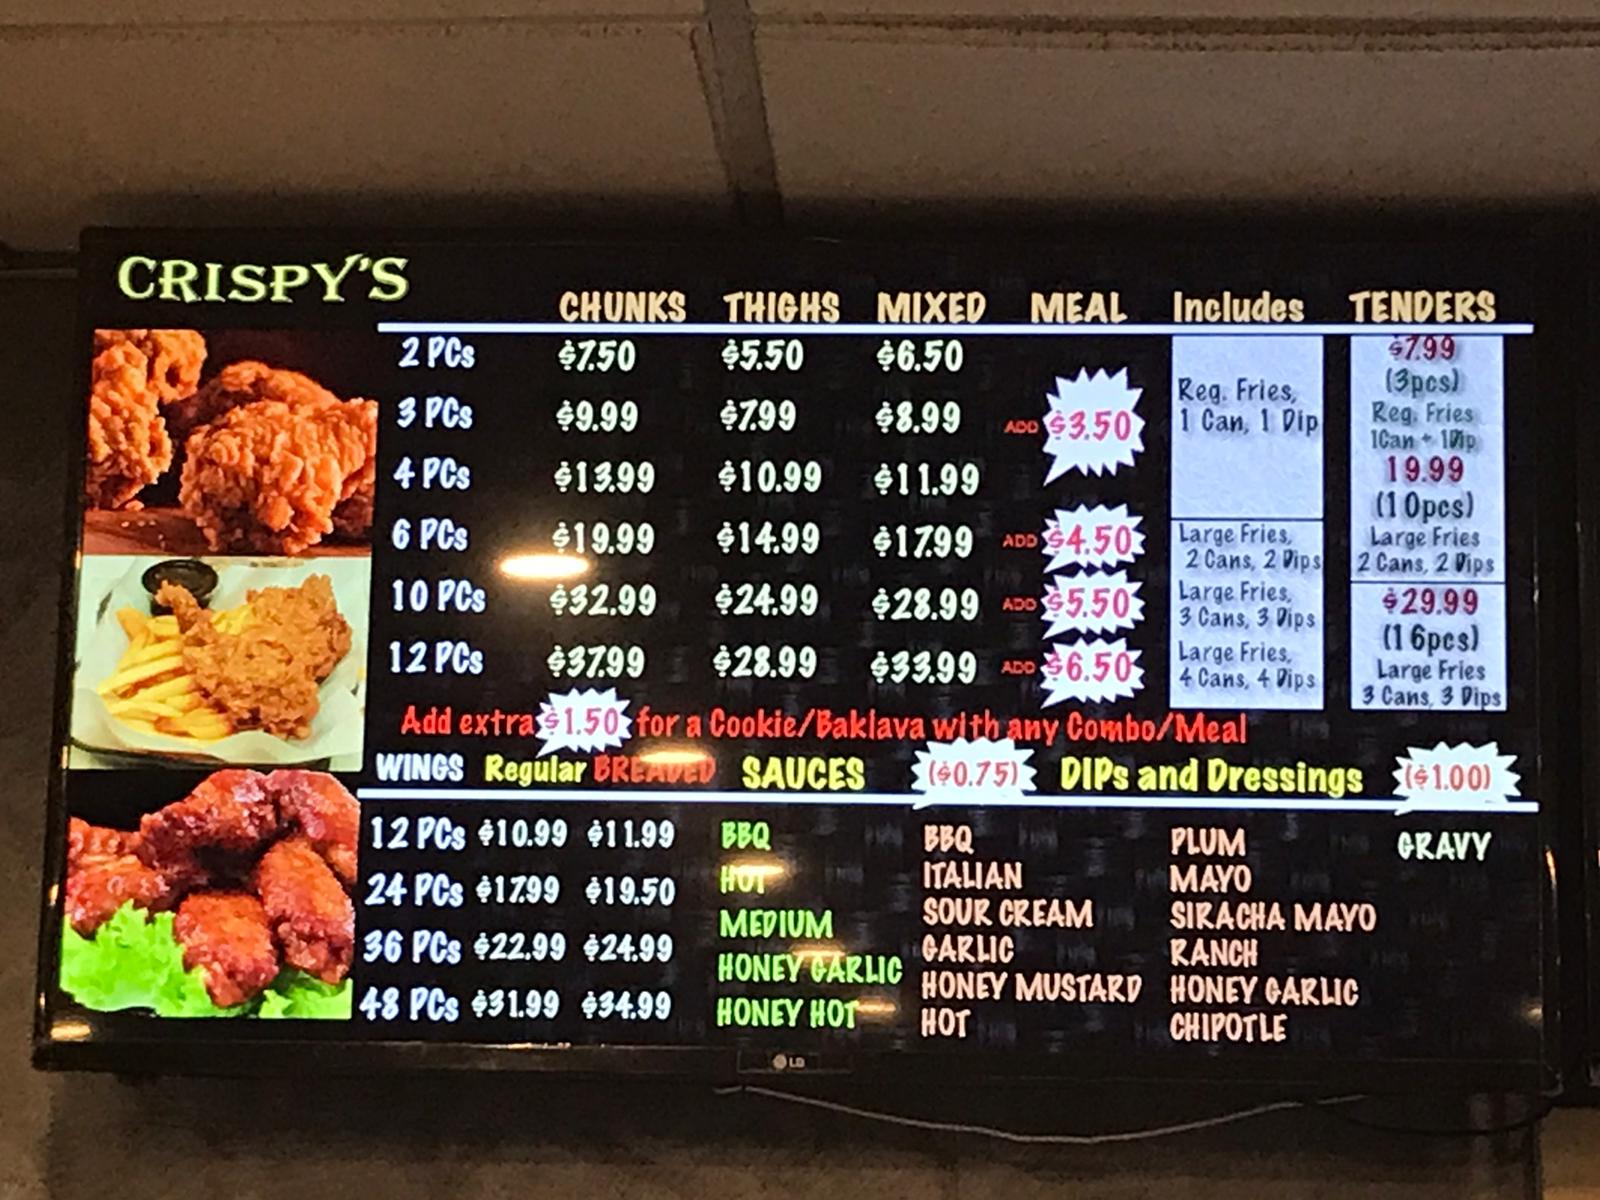 CRISPY'S
CHUNKS THIGHS MIXED MEAL Includes TENDERS
2 PCs $7.50 $5.50 $6.50
3 PCs $9.99 $7.99 $8.99 ADD $3.50
4 PCs $13.99 $10.99 $11.99
6 PCs $19.99 $14.99 $17.99 ADD $4.50
10 PCs $32.99 $24.99 $28.99 ADD $5.50
12 PCs $37.99 $28.99 $33.99 ADD $6.50
Reg. Fries,
1 Can, 1 Dip
Large Fries,
2 Cans, 2 Dips
Large Fries,
3 Cans, 3 Dips
Large Fries,
4 Cans, 4 Dips
$7.99
(3pcs)
Reg. Fries
1Can + 1Dip
19.99
(10pcs)
Large Fries
2 Cans, 2 Dips
$29.99
(16pcs)
Large Fries
3 Cans, 3 Dips
Add extra $1.50 for a Cookie/Baklava with any Combo/Meal
WINGS Regular BREADED SAUCES ($0.75) DIPs and Dressings ($1.00)
12 PCs $10.99 $11.99
24 PCs $17.99 $19.50
36 PCs $22.99 $24.99
48 PCs $31.99 $34.99
BBQ
HOT
MEDIUM
HONEY GARLIC
HONEY HOT
BBQ
ITALIAN
SOUR CREAM
GARLIC
HONEY MUSTARD
HOT
PLUM
MAYO
SIRACHA MAYO
RANCH
HONEY GARLIC
CHIPOTLE
GRAVY
LG